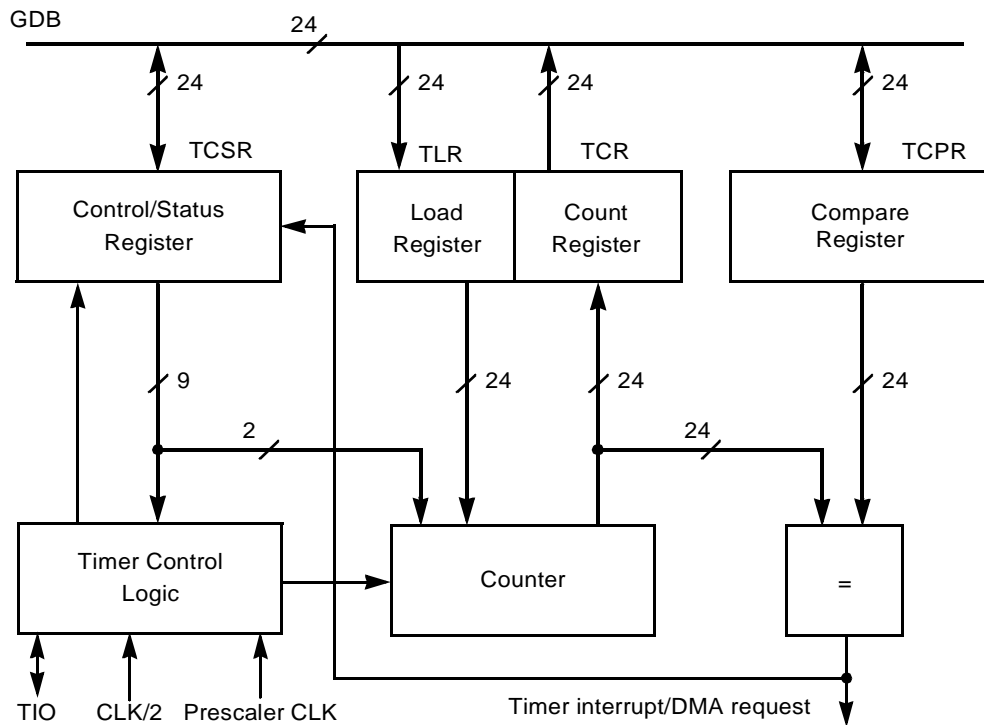 GDB
24
24
24
24
24
TCSR
TLR
TCR
TCPR
Control/Status
Register
Load
Register
Count
Register
Compare
Register
9
24
24
24
2
24
Timer Control
Logic
Counter
=
TIO
CLK/2
Prescaler CLK
Timer interrupt/DMA request